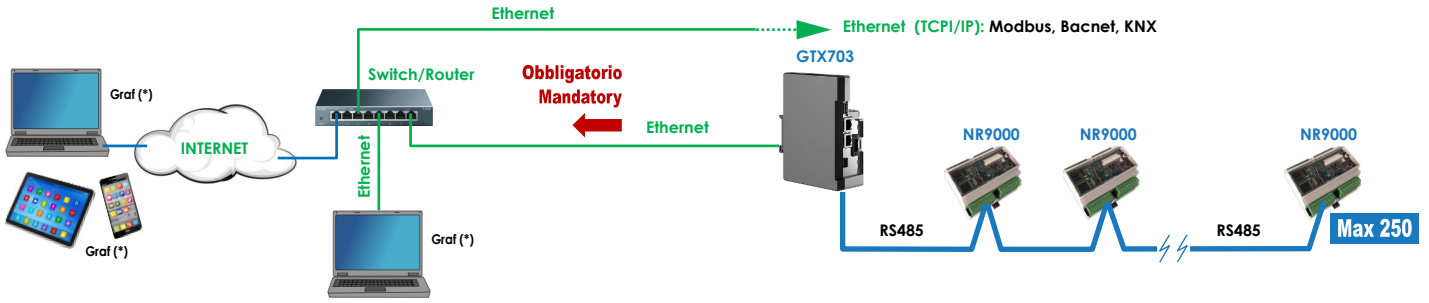 Ethernet
Ethernet (TCPI/IP): Modbus, Bacnet, KNX
GTX703
Switch/Router
Obbligatorio
Mandatory
Graf (*)
Ethernet
NR9000
NR9000
NR9000
INTERNET
Ethernet
Graf (*)
Graf (*)
RS485
RS485
Max 250